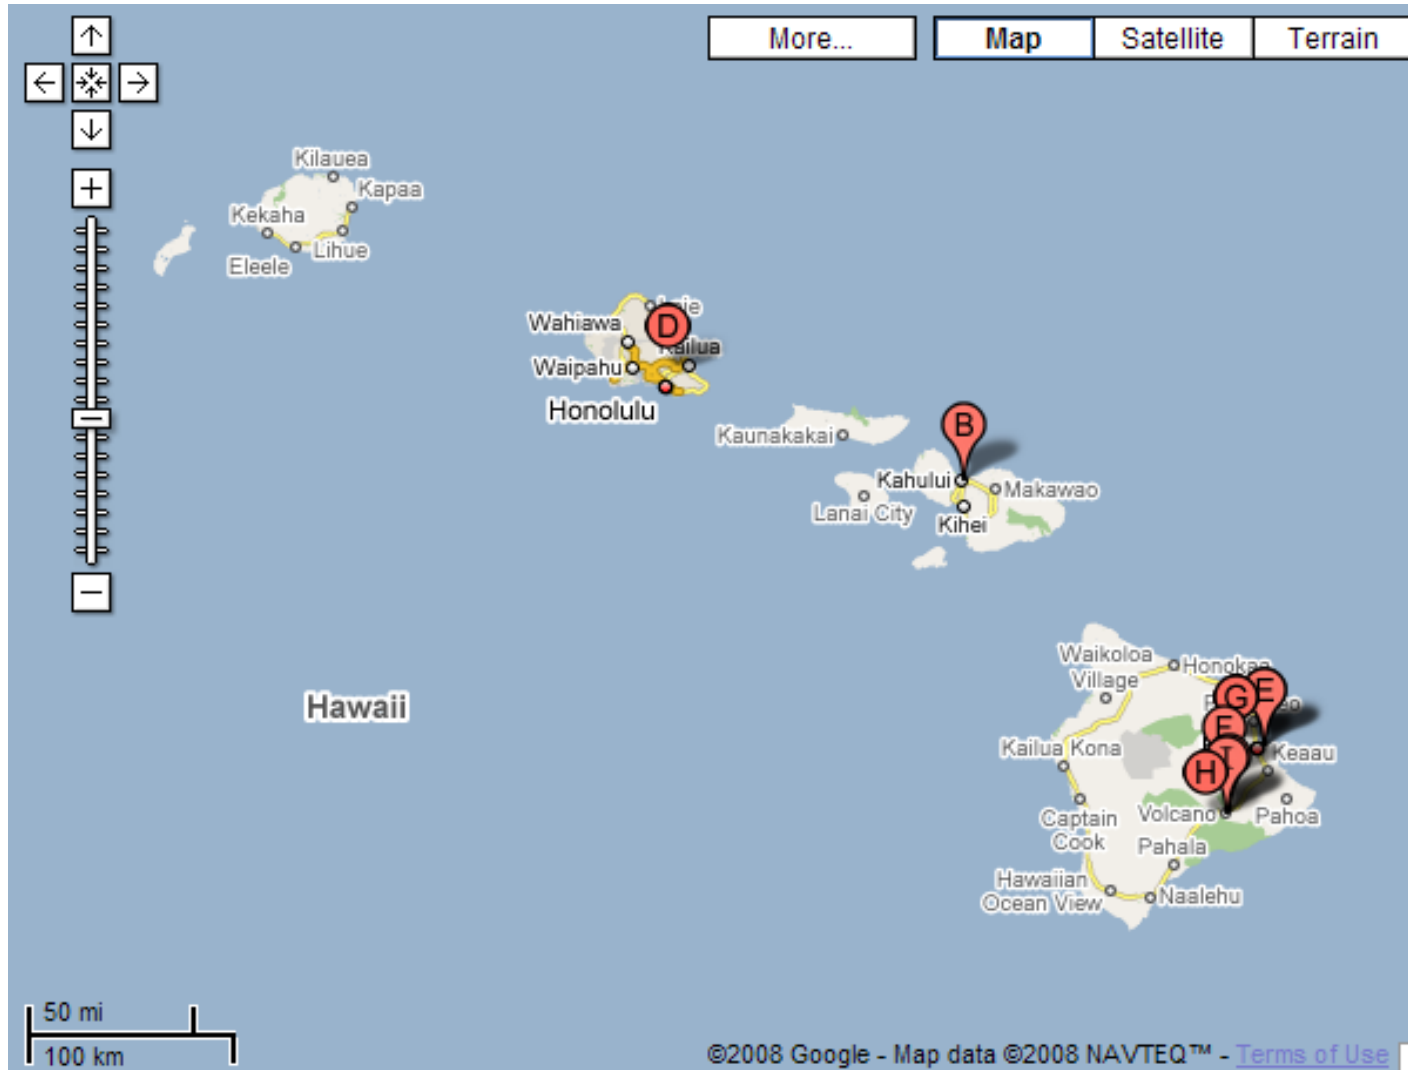 More...
Map
Satellite
Terrain
Kilauea
Kapaa
Kekaha
Lihue
Eleele
Wahiawa
D
Kailua
Waipahu
Honolulu
B
Kaunakakai
Kahului
Makawao
Lanai City
Kihei
Hawaii
Waikoloa
Village
Honokaa
G
E
F
I
H
Kailua Kona
Keaau
Captain
Cook
Volcano
Pahoa
Pahala
Hawaiian
Ocean View
Naalehu
50 mi
100 km
©2008 Google - Map data ©2008 NAVTEQ™ - Terms of Use